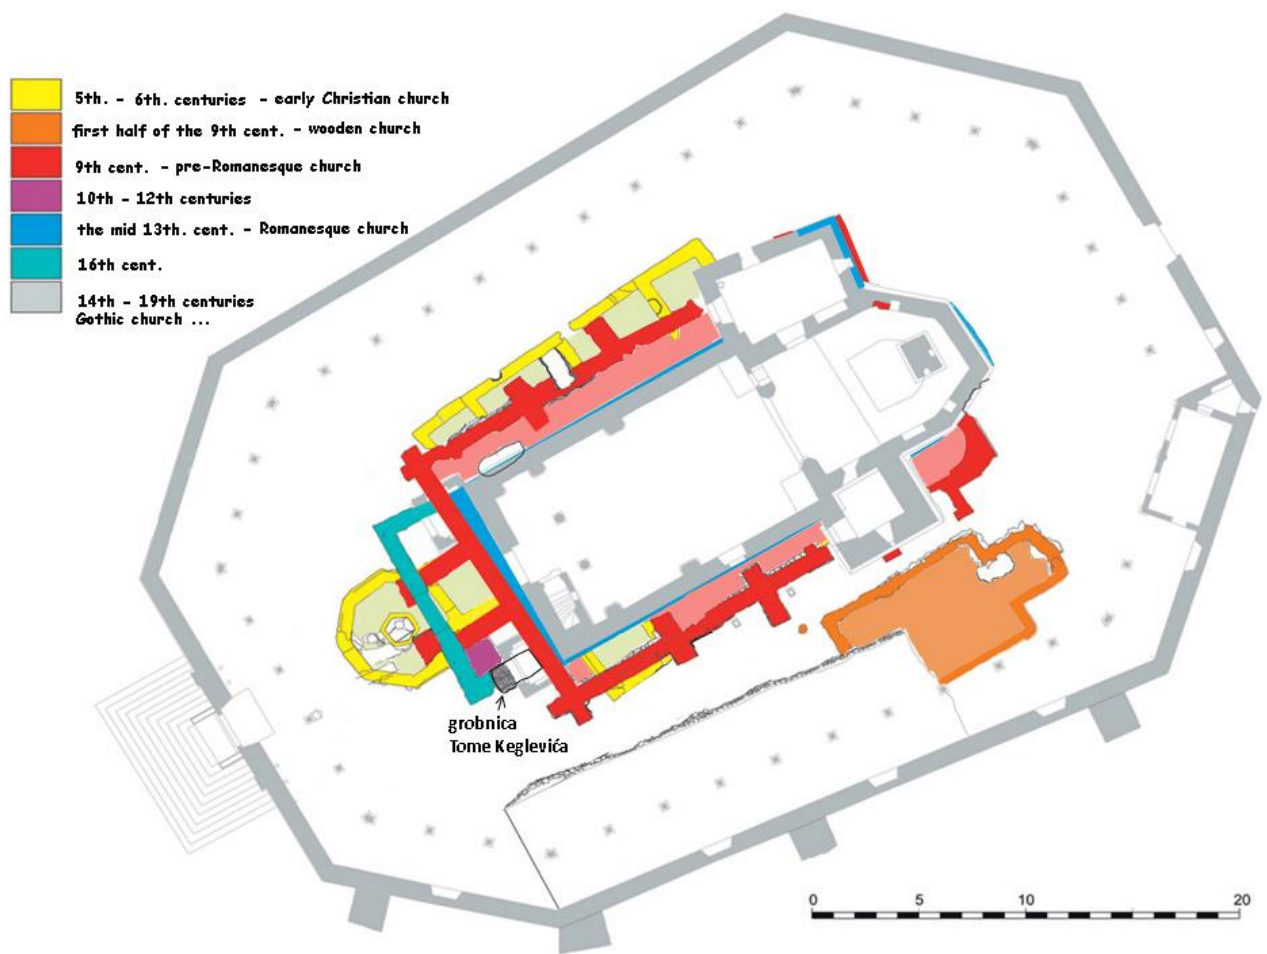 5th. - 6th. centuries - early Christian church
first half of the 9th cent. - wooden church
9th cent. - pre-Romanesque church
10th - 12th centuries
the mid 13th. cent. - Romanesque church
16th cent.
14th - 19th centuries
Gothic church ...
grobnica
Tome Keglevića
0 10 20